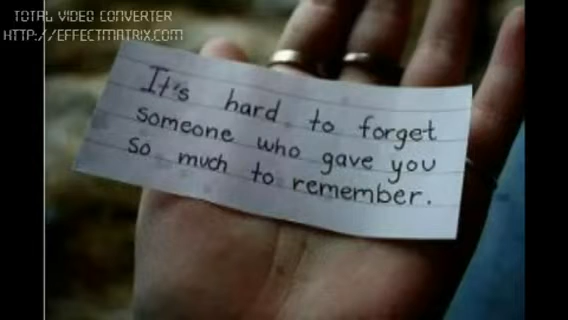 TOTAL VIDEO CONVERTER
HTTP://EFFECTMATRIX.COM
It's hard to forget
someone who gave you
so much to remember.